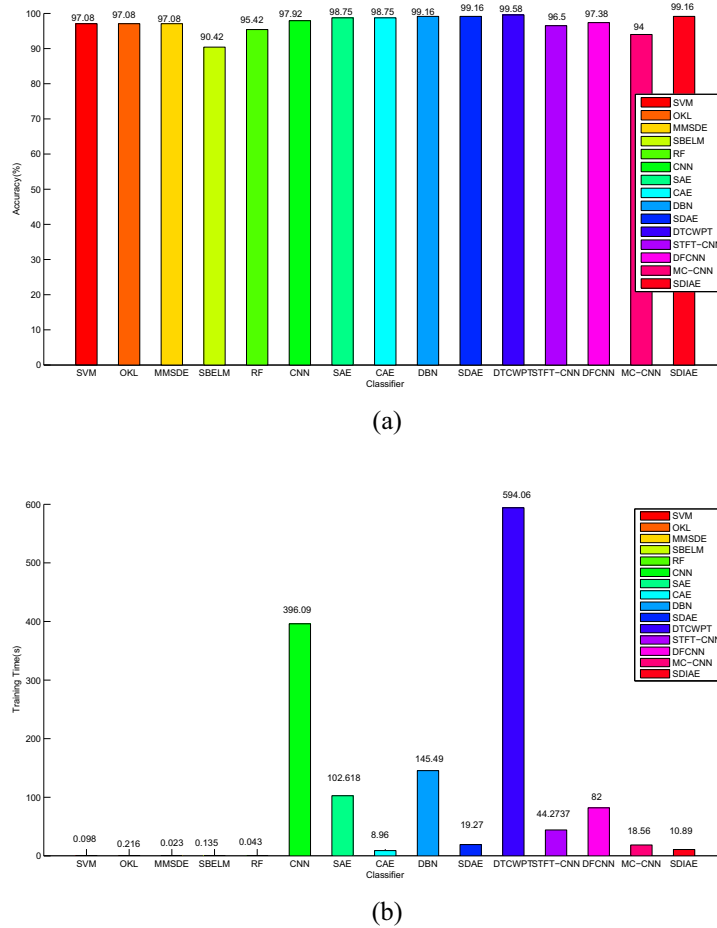 100
90
80
70
60
50
40
30
20
10
0
Accuracy(%)
97.08
97.08
97.08
90.42
95.42
97.92
98.75
98.75
99.16
99.16
99.58
96.5
97.38
94
99.16
SVM
OKL
MMSDE
SBELM
RF
CNN
SAE
CAE
DBN
SDAE
DTCWPT
STFT-CNN
DFCNN
MC-CNN
SDIAE
SVM OKL MMSDE SBELM RF CNN SAE CAE DBN SDAE DTCWPTSTFT-CNN DFCNN MC-CNN SDIAE
Classifier
(a)
600
500
400
300
200
100
0
Training Time(s)
0.098
0.216
0.023
0.135
0.043
396.09
102.618
8.96
145.49
19.27
594.06
44.2737
82
18.56
10.89
SVM
OKL
MMSDE
SBELM
RF
CNN
SAE
CAE
DBN
SDAE
DTCWPT
STFT-CNN
DFCNN
MC-CNN
SDIAE
SVM OKL MMSDE SBELM RF CNN SAE CAE DBN SDAE DTCWPTSTFT-CNN DFCNN MC-CNN SDIAE
Classifier
(b)